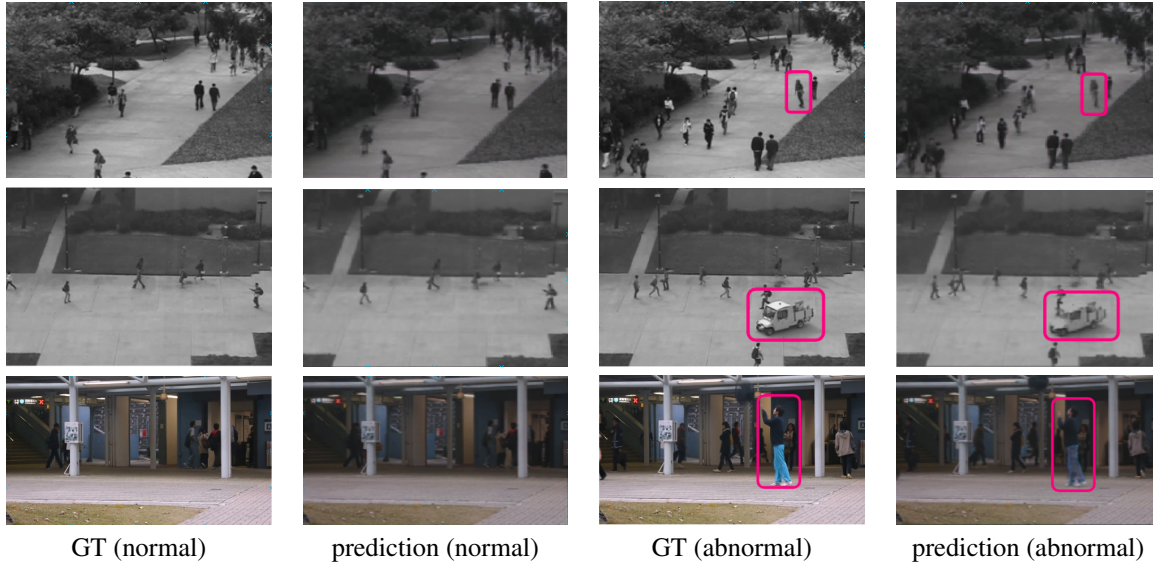 GT (normal)
prediction (normal)
GT (abnormal)
prediction (abnormal)